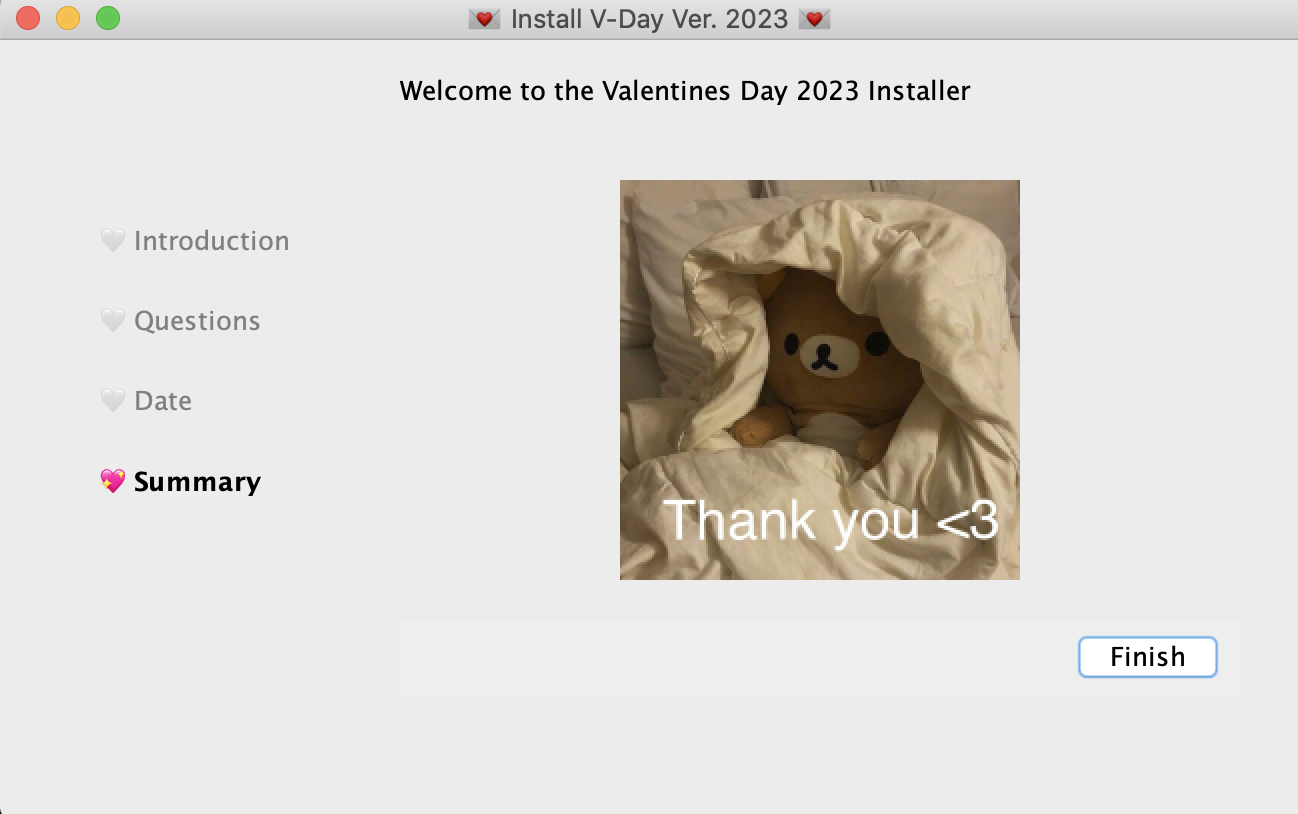 💌 Install V-Day Ver. 2023 💌
Welcome to the Valentines Day 2023 Installer
🤍 Introduction
🤍 Questions
🤍 Date
💖 Summary
Thank you <3
Finish